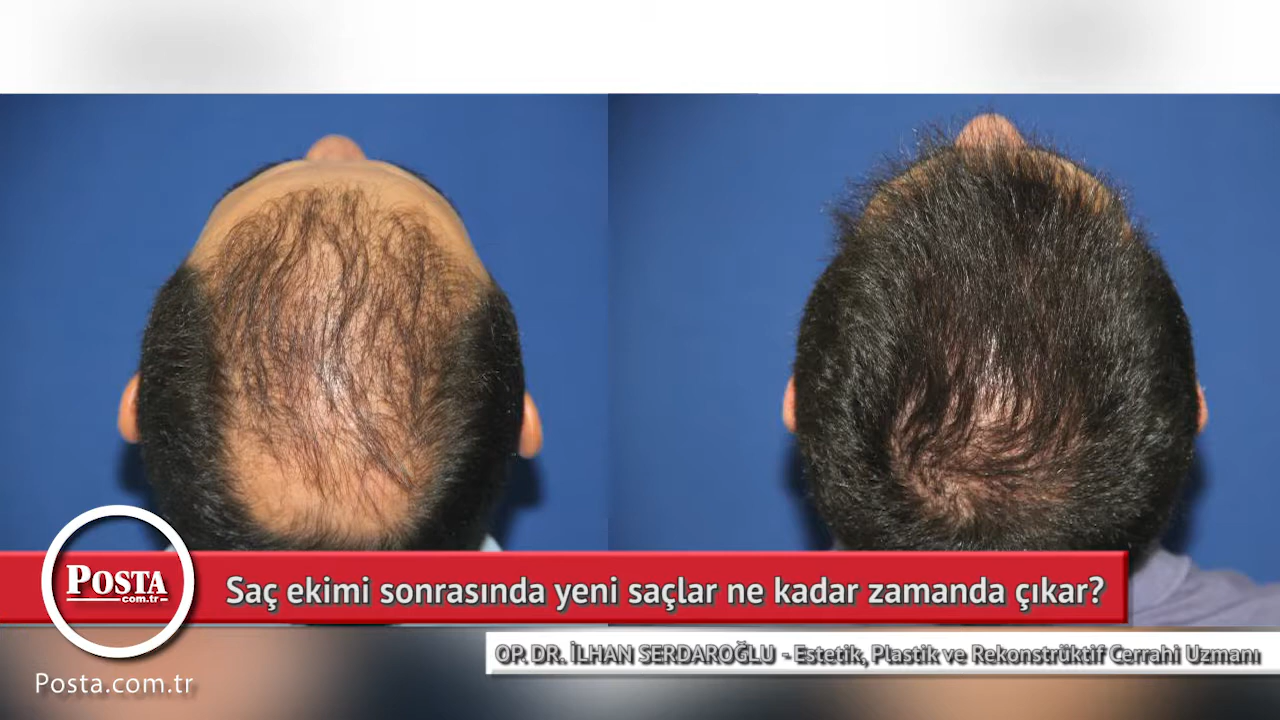 Saç ekimi sonrasında yeni saçlar ne kadar zamanda çıkar?
POSTA
com.tr
OP. DR. İLHAN SERDAROĞLU - Estetik, Plastik ve Rekonstrüktif Cerrahi Uzmanı
Posta.com.tr